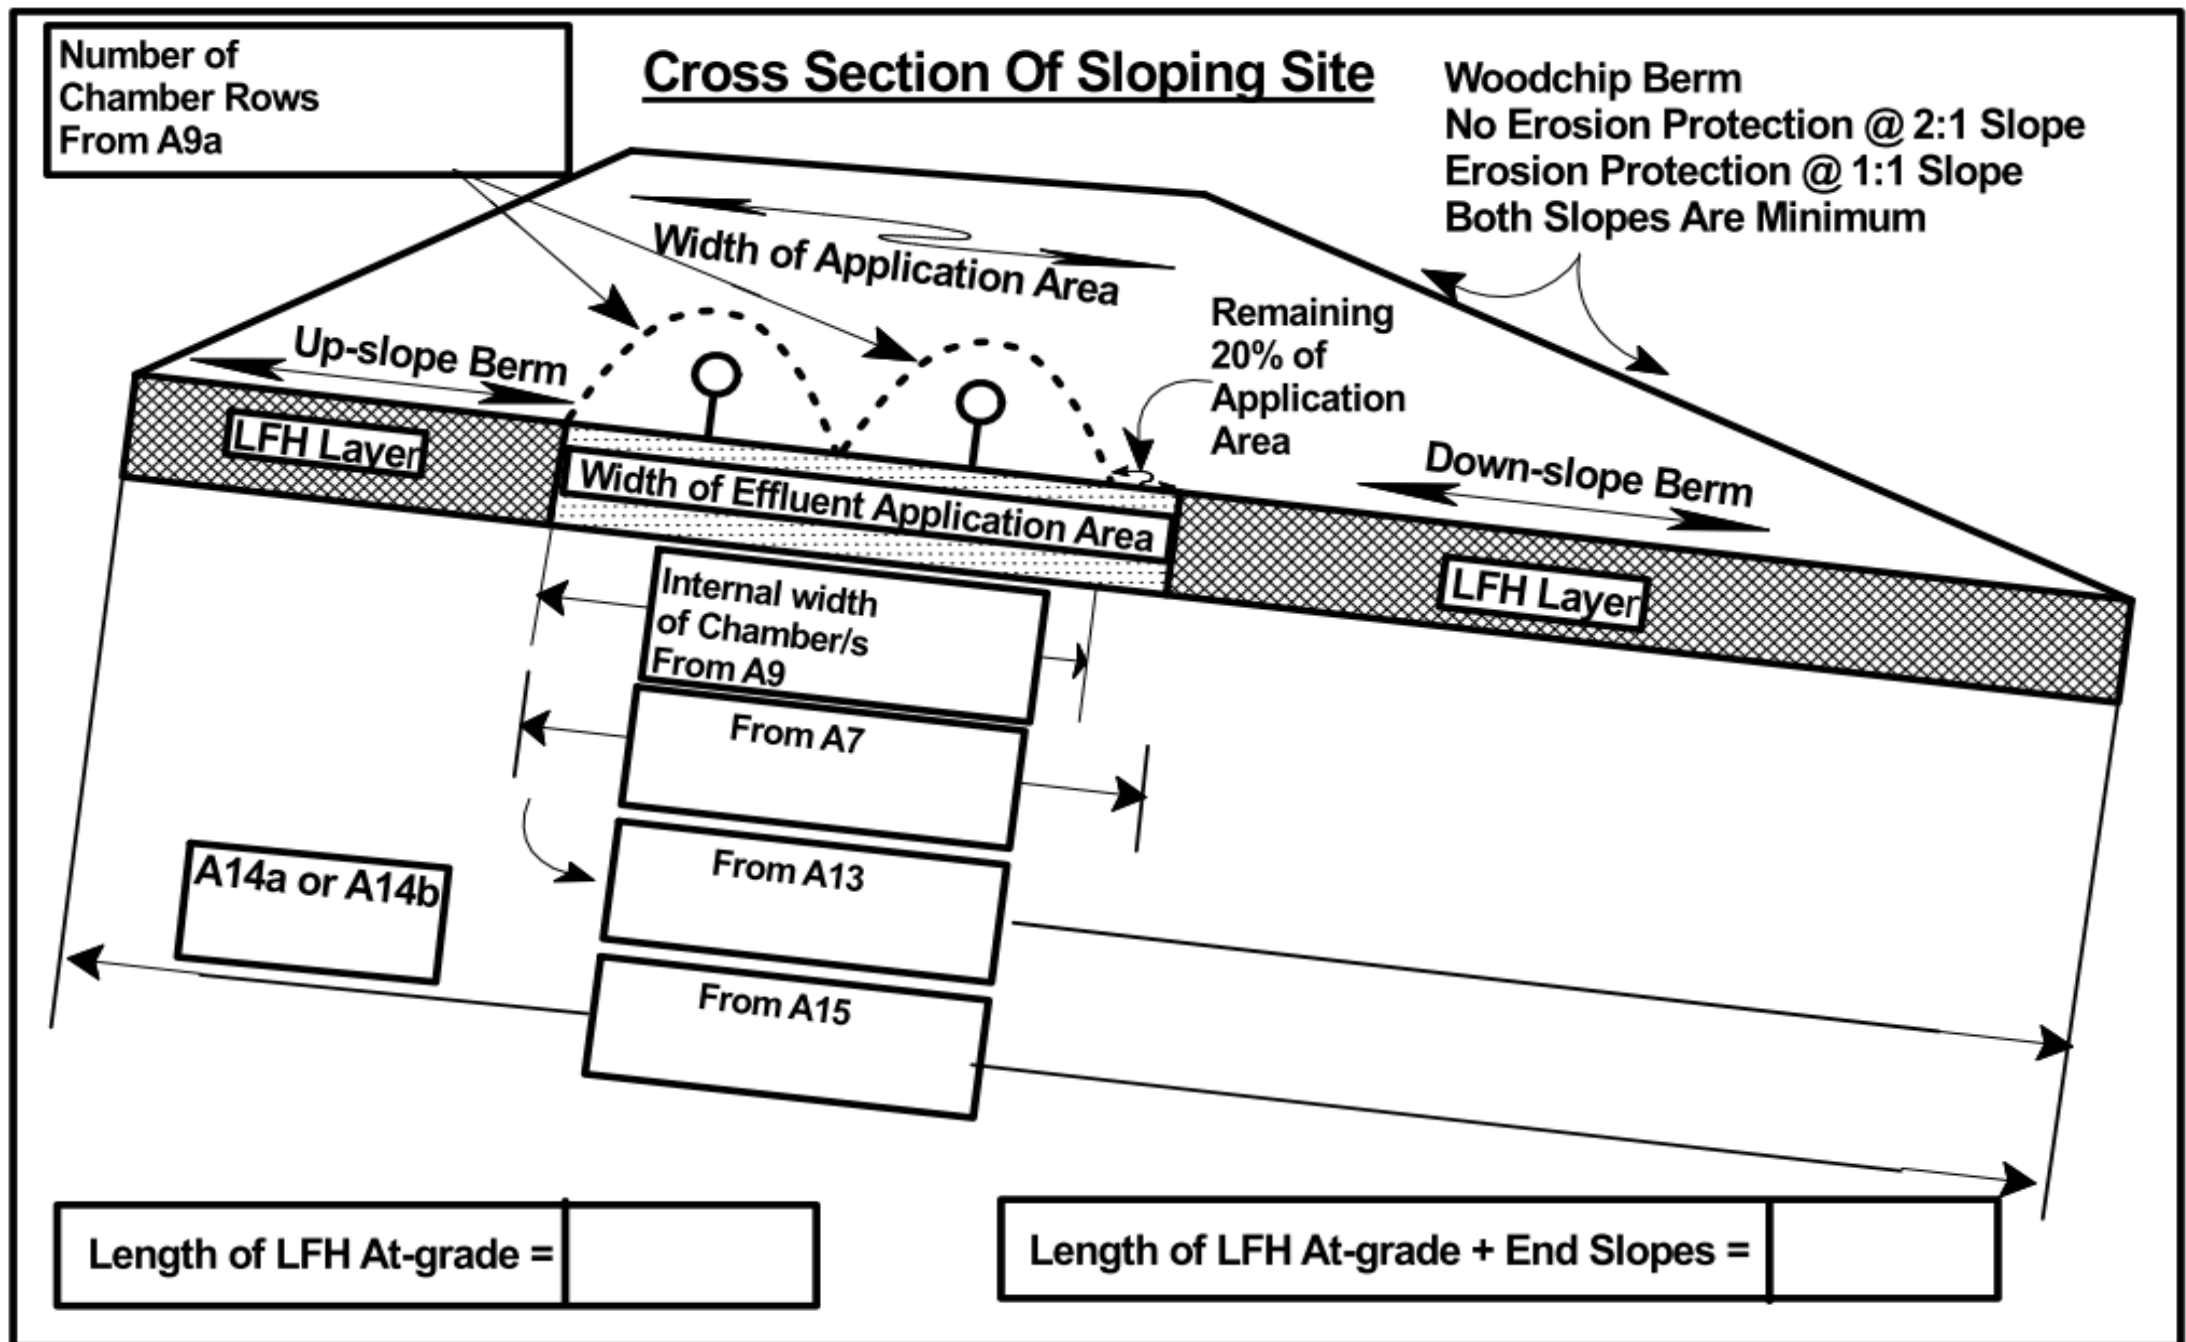 Number of
Chamber Rows
From A9a
Cross Section Of Sloping Site
Woodchip Berm
No Erosion Protection @ 2:1 Slope
Erosion Protection @ 1:1 Slope
Both Slopes Are Minimum
Width of Application Area
Up-slope Berm
Remaining
20% of
Application
Area
Down-slope Berm
LFH Layer
Width of Effluent Application Area
LFH Layer
Internal width
of Chamber/s
From A9
From A7
From A13
A14a or A14b
From A15
Length of LFH At-grade =
Length of LFH At-grade + End Slopes =